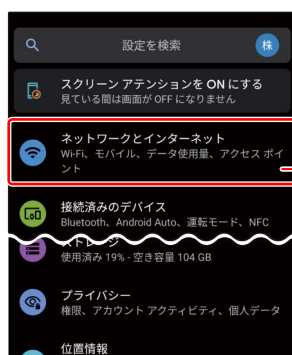 設定を検索
株
スクリーン アテンションを ON にする
見ている間は画面が OFF になりません
ネットワークとインターネット
Wi-Fi、モバイル、データ使用量、アクセス ポイ
ント
接続済みのデバイス
Bluetooth、Android Auto、運転モード、NFC
ストレージ
使用済み 19% - 空き容量 104 GB
プライバシー
権限、アカウント アクティビティ、個人データ
位置情報